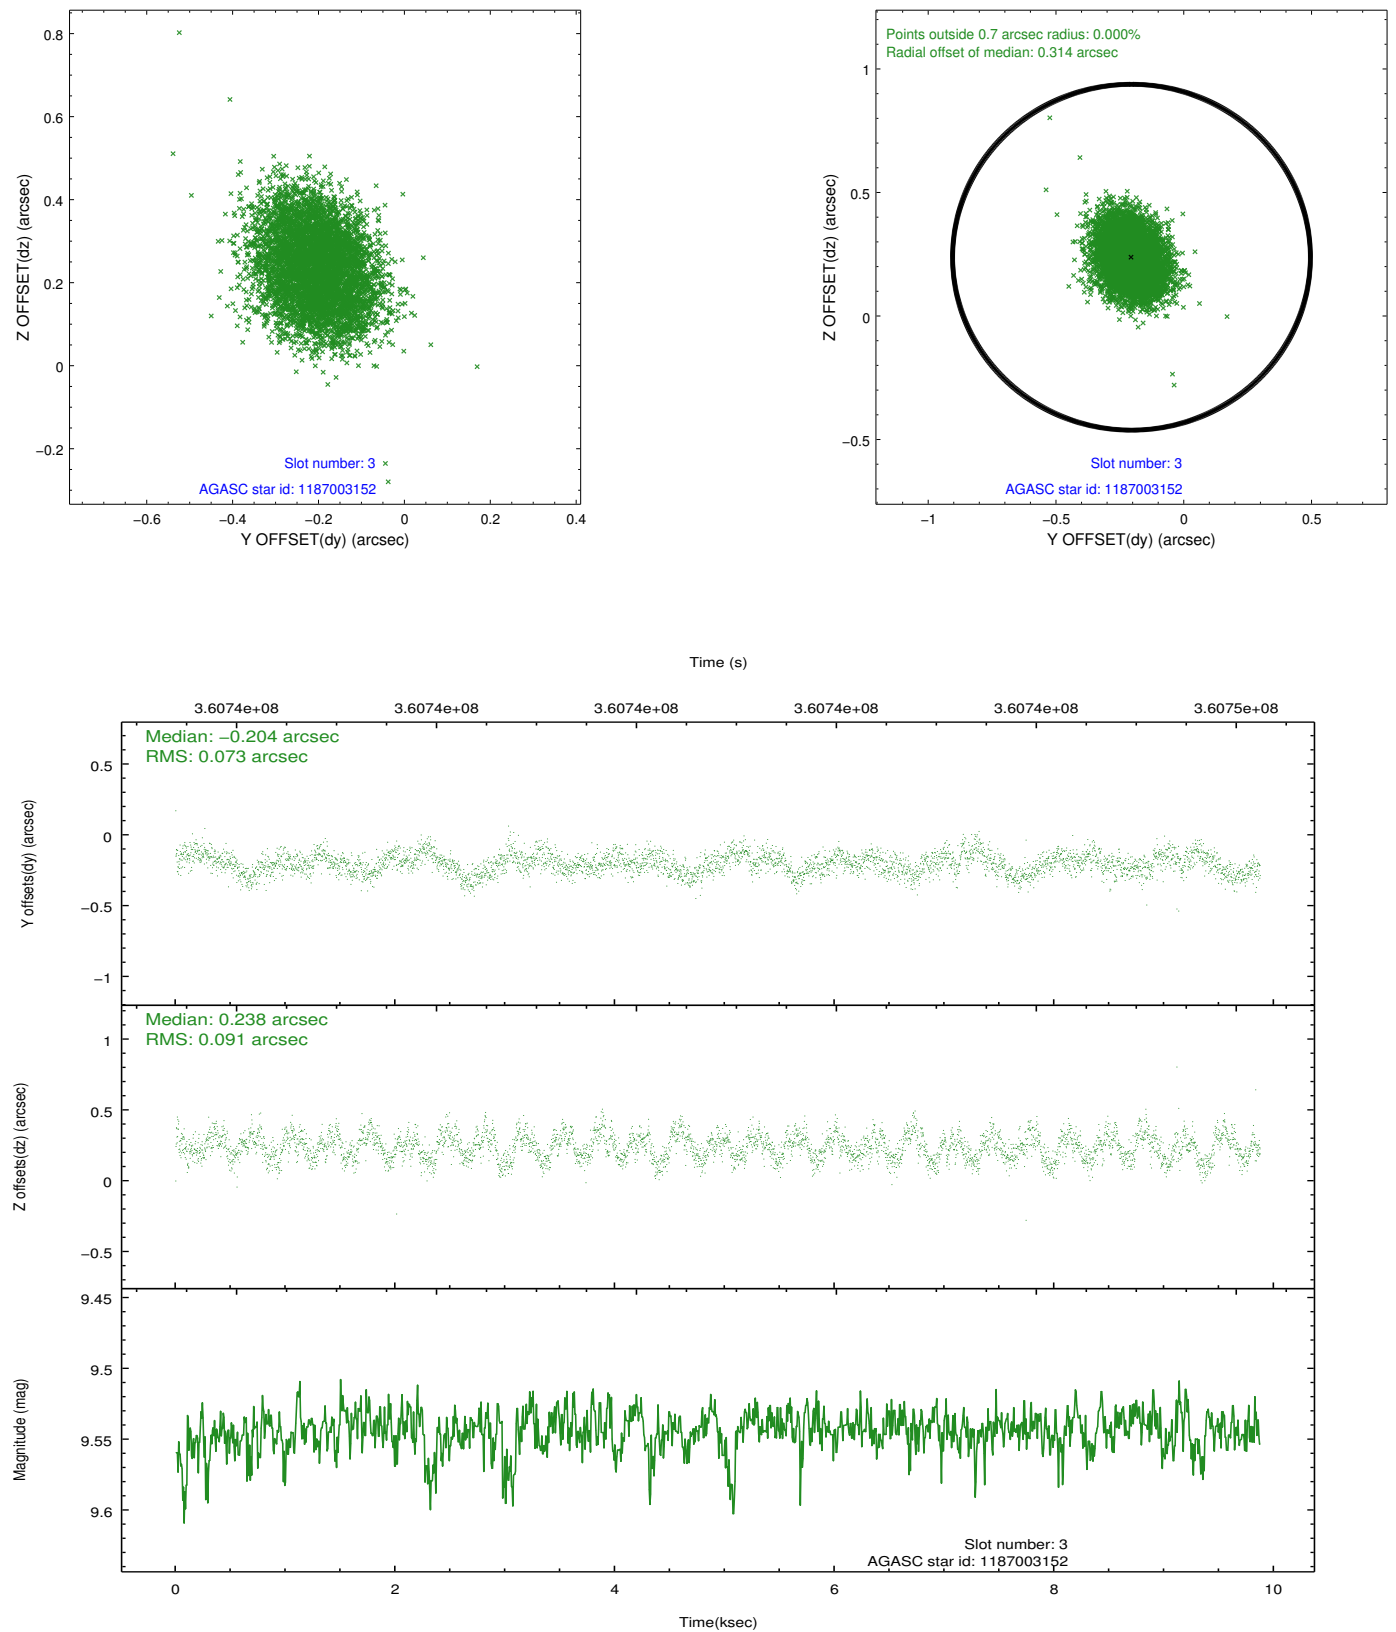 0.8
0.6
0.4
0.2
0
−0.2
−0.6
−0.4
−0.2
0
0.2
0.4
Z OFFSET(dz) (arcsec)
Y OFFSET(dy) (arcsec)
Slot number: 3
AGASC star id: 1187003152
Points outside 0.7 arcsec radius: 0.000%
Radial offset of median: 0.314 arcsec
1
0.5
0
−0.5
−1
−0.5
0
0.5
Z OFFSET(dz) (arcsec)
Y OFFSET(dy) (arcsec)
Slot number: 3
AGASC star id: 1187003152
Time (s)
3.6074e+08
3.6074e+08
3.6074e+08
3.6074e+08
3.6074e+08
3.6075e+08
Median: −0.204 arcsec
RMS: 0.073 arcsec
0.5
0
−0.5
−1
Y offsets(dy) (arcsec)
Median: 0.238 arcsec
RMS: 0.091 arcsec
1
0.5
0
−0.5
Z offsets(dz) (arcsec)
9.45
9.5
9.55
9.6
Magnitude (mag)
Slot number: 3
AGASC star id: 1187003152
0
2
4
6
8
10
Time(ksec)